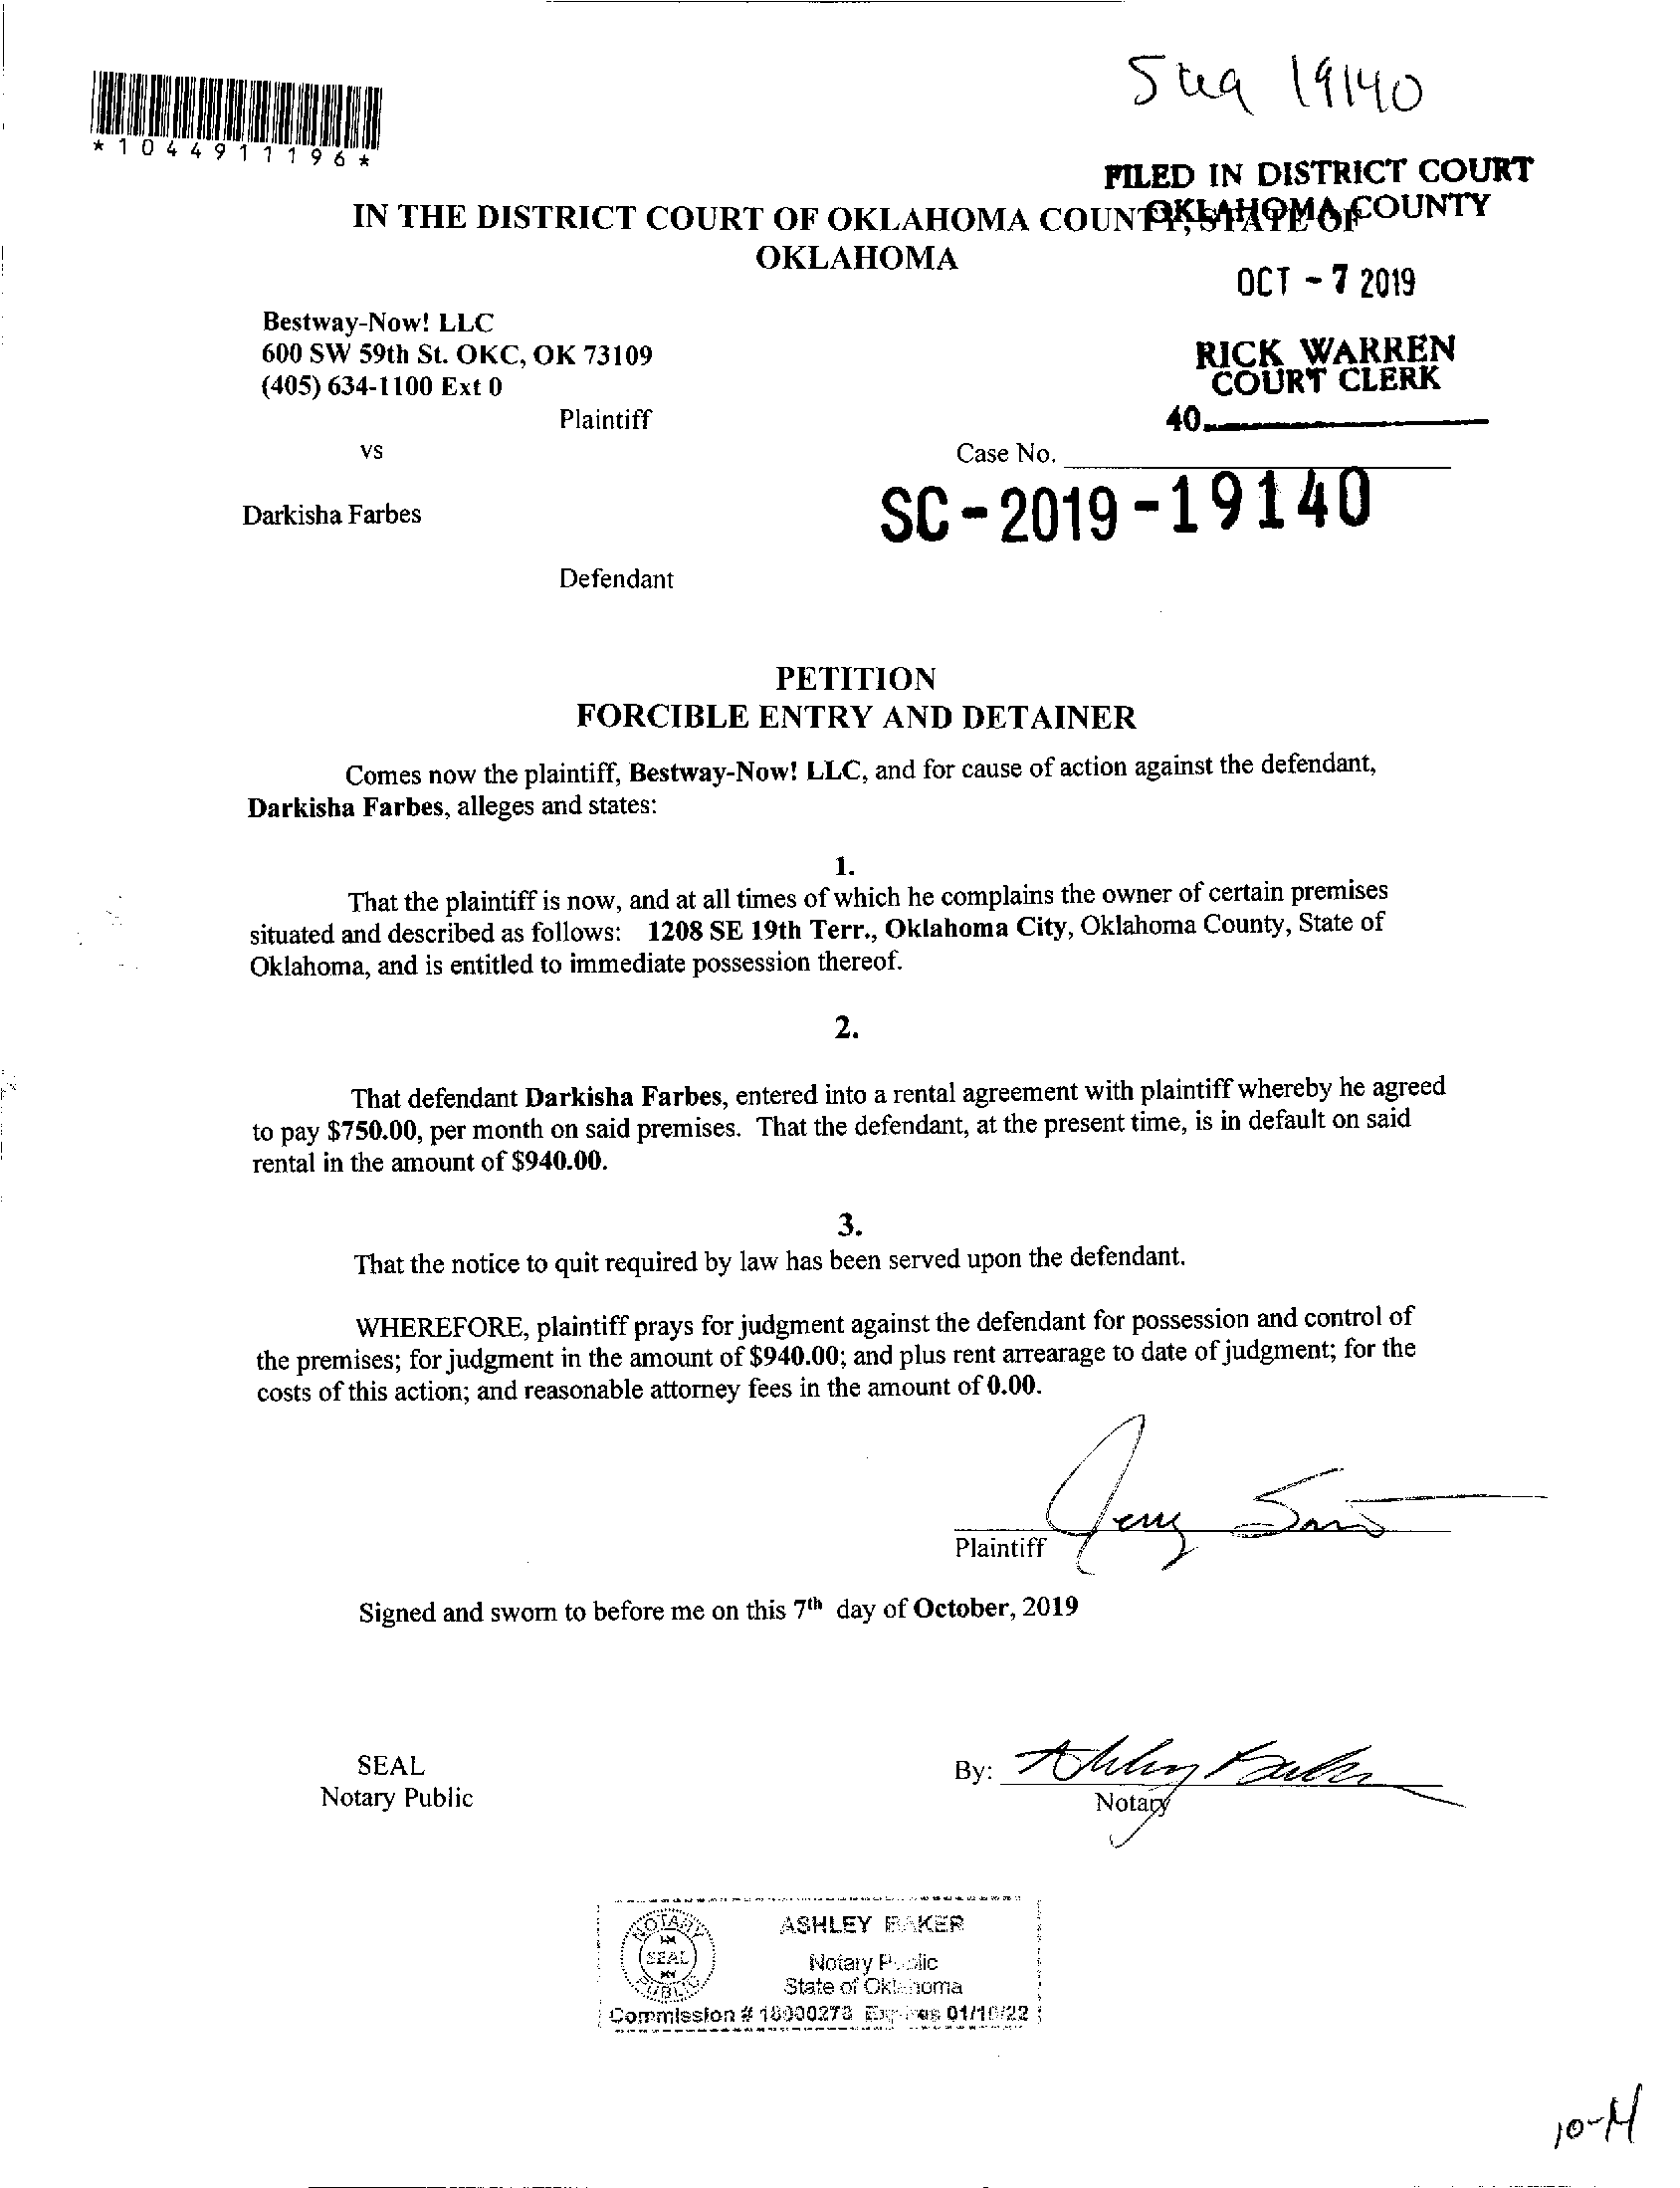 19140
*1044911196*
FILED IN DISTRICT COURT
OKLAHOMA COUNTY
IN THE DISTRICT COURT OF OKLAHOMA COUNTY, STATE OF
OKLAHOMA
OCT - 7 2019
Bestway-Now! LLC
600 SW 59th St. OKC, OK 73109
(405) 634-1100 Ext 0
RICK WARREN
COURT CLERK
Plaintiff
40
vs
Case No.
SC-2019-19140
Darkisha Farbes
Defendant
PETITION
FORCIBLE ENTRY AND DETAINER
Comes now the plaintiff, Bestway-Now! LLC, and for cause of action against the defendant,
Darkisha Farbes, alleges and states:
1.
That the plaintiff is now, and at all times of which he complains the owner of certain premises
situated and described as follows: 1208 SE 19th Terr., Oklahoma City, Oklahoma County, State of
Oklahoma, and is entitled to immediate possession thereof.
2.
That defendant Darkisha Farbes, entered into a rental agreement with plaintiff whereby he agreed
to pay $750.00, per month on said premises. That the defendant, at the present time, is in default on said
rental in the amount of $940.00.
3.
That the notice to quit required by law has been served upon the defendant.
WHEREFORE, plaintiff prays for judgment against the defendant for possession and control of
the premises; for judgment in the amount of $940.00; and plus rent arrearage to date of judgment; for the
costs of this action; and reasonable attorney fees in the amount of 0.00.
Plaintiff
Signed and sworn to before me on this 7th day of October, 2019
SEAL
Notary Public
By: Ashley Baker
Notary
NOTARY
SEAL
PUBLIC
ASHLEY BAKER
Notary Public
State of Oklahoma
Commission # 18000273 Expires 01/10/22